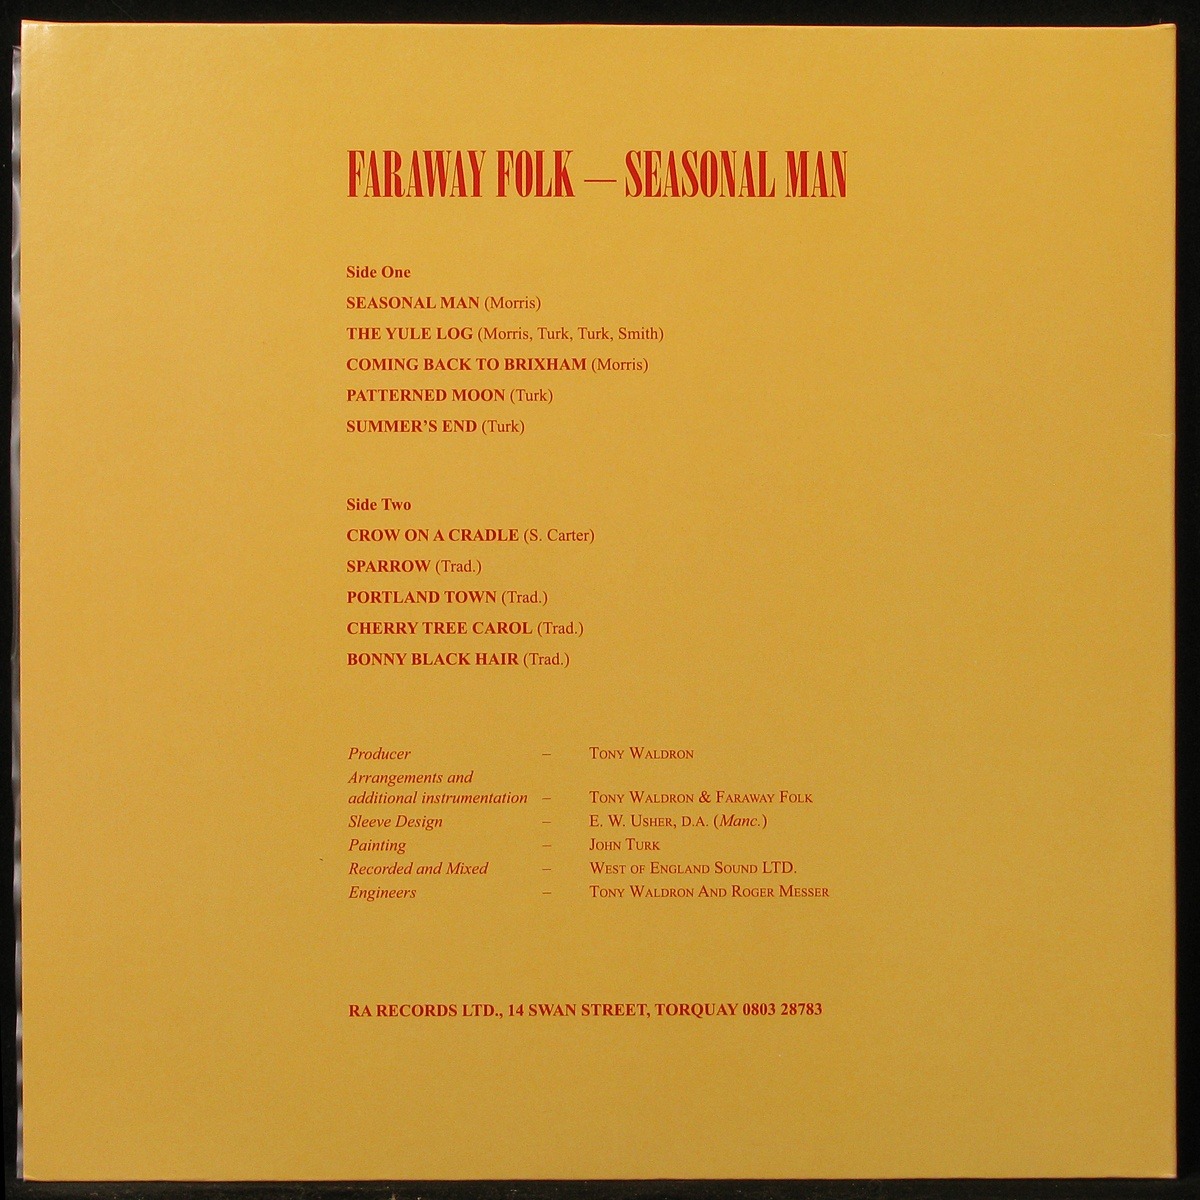 FARAWAY FOLK — SEASONAL MAN
Side One
SEASONAL MAN (Morris)
THE YULE LOG (Morris, Turk, Turk, Smith)
COMING BACK TO BRIXHAM (Morris)
PATTERNED MOON (Turk)
SUMMER’S END (Turk)
Side Two
CROW ON A CRADLE (S. Carter)
SPARROW (Trad.)
PORTLAND TOWN (Trad.)
CHERRY TREE CAROL (Trad.)
BONNY BLACK HAIR (Trad.)
Producer – TONY WALDRON
Arrangements and
additional instrumentation – TONY WALDRON & FARAWAY FOLK
Sleeve Design – E. W. USHER, D.A. (Manc.)
Painting – JOHN TURK
Recorded and Mixed – WEST OF ENGLAND SOUND LTD.
Engineers – TONY WALDRON AND ROGER MESSER
RA RECORDS LTD., 14 SWAN STREET, TORQUAY 0803 28783